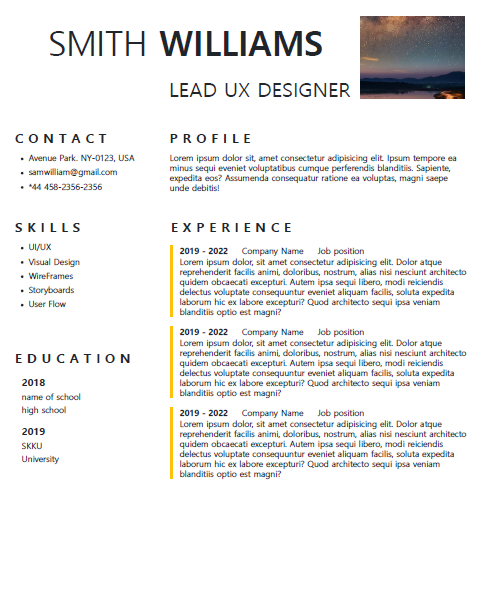 SMITH WILLIAMS
LEAD UX DESIGNER
CONTACT
Avenue Park. NY-0123, USA
samwilliam@gmail.com
*44 458-2356-2356
PROFILE
Lorem ipsum dolor, sit amet consectetur adipisicing elit. Ipsum tempore ea
minus sequi eveniet voluptatibus cumque perferendis blanditiis. Sapiente,
expedita eos? Assumenda consequatur ratione ea voluptas, magni saepe
unde debitis!
SKILLS
UI/UX
Visual Design
WireFrames
Storyboards
User Flow
EDUCATION
2018
name of school
high school
2019
SKKU
University
EXPERIENCE
2019 - 2022 Company Name Job position
Lorem ipsum dolor, sit amet consectetur adipisicing elit. Dolor atque
reprehenderit facilis animi, doloribus, nostrum, alias nisi nesciunt architecto
quidem obcaecati excepturi. Autem ipsa sequi libero, modi reiciendis
delectus voluptate consequuntur eveniet aliquam facilis, soluta expedita
laborum hic ex labore excepturi? Quod architecto sequi ipsa veniam
blanditiis optio est magni?
2019 - 2022 Company Name Job position
Lorem ipsum dolor, sit amet consectetur adipisicing elit. Dolor atque
reprehenderit facilis animi, doloribus, nostrum, alias nisi nesciunt architecto
quidem obcaecati excepturi. Autem ipsa sequi libero, modi reiciendis
delectus voluptate consequuntur eveniet aliquam facilis, soluta expedita
laborum hic ex labore excepturi? Quod architecto sequi ipsa veniam
blanditiis optio est magni?
2019 - 2022 Company Name Job position
Lorem ipsum dolor, sit amet consectetur adipisicing elit. Dolor atque
reprehenderit facilis animi, doloribus, nostrum, alias nisi nesciunt architecto
quidem obcaecati excepturi. Autem ipsa sequi libero, modi reiciendis
delectus voluptate consequuntur eveniet aliquam facilis, soluta expedita
laborum hic ex labore excepturi? Quod architecto sequi ipsa veniam
blanditiis optio est magni?